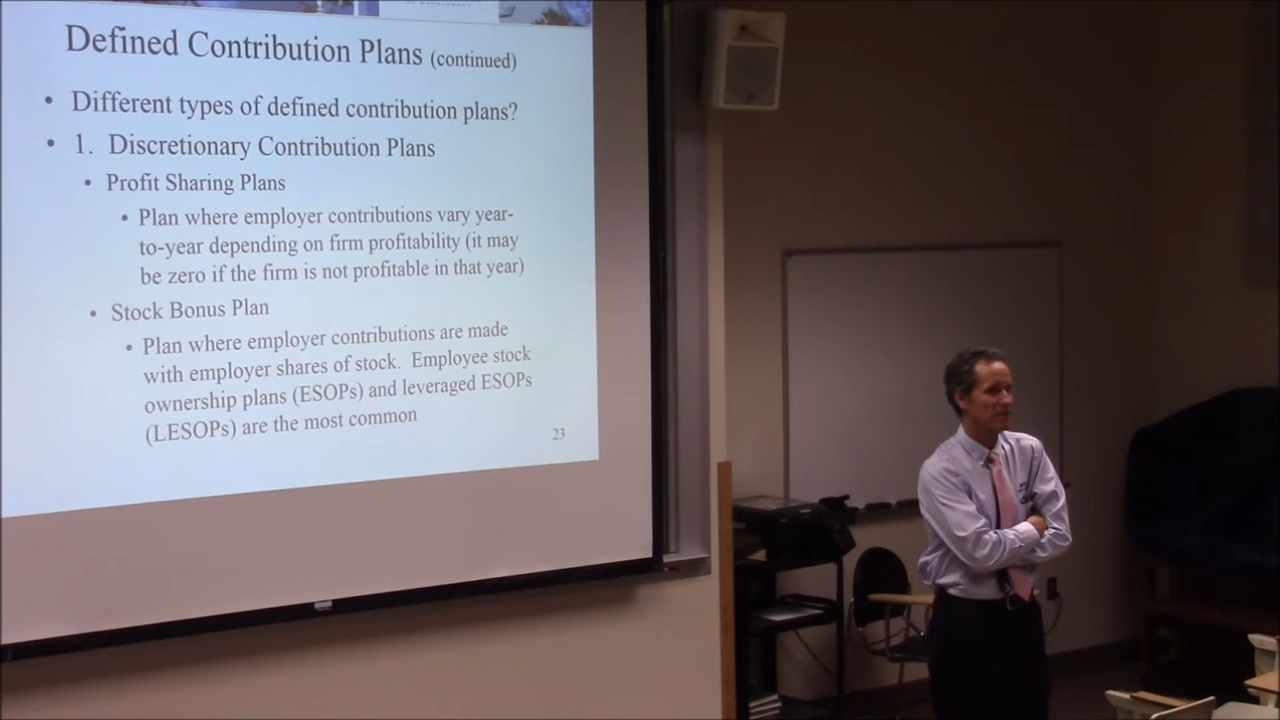 OF MANAGEMENT
Defined Contribution Plans (continued)
• Different types of defined contribution plans?
• 1. Discretionary Contribution Plans
• Profit Sharing Plans
• Plan where employer contributions vary year-
to-year depending on firm profitability (it may
be zero if the firm is not profitable in that year)
• Stock Bonus Plan
• Plan where employer contributions are made
with employer shares of stock. Employee stock
ownership plans (ESOPs) and leveraged ESOPs
(LESOPs) are the most common
23